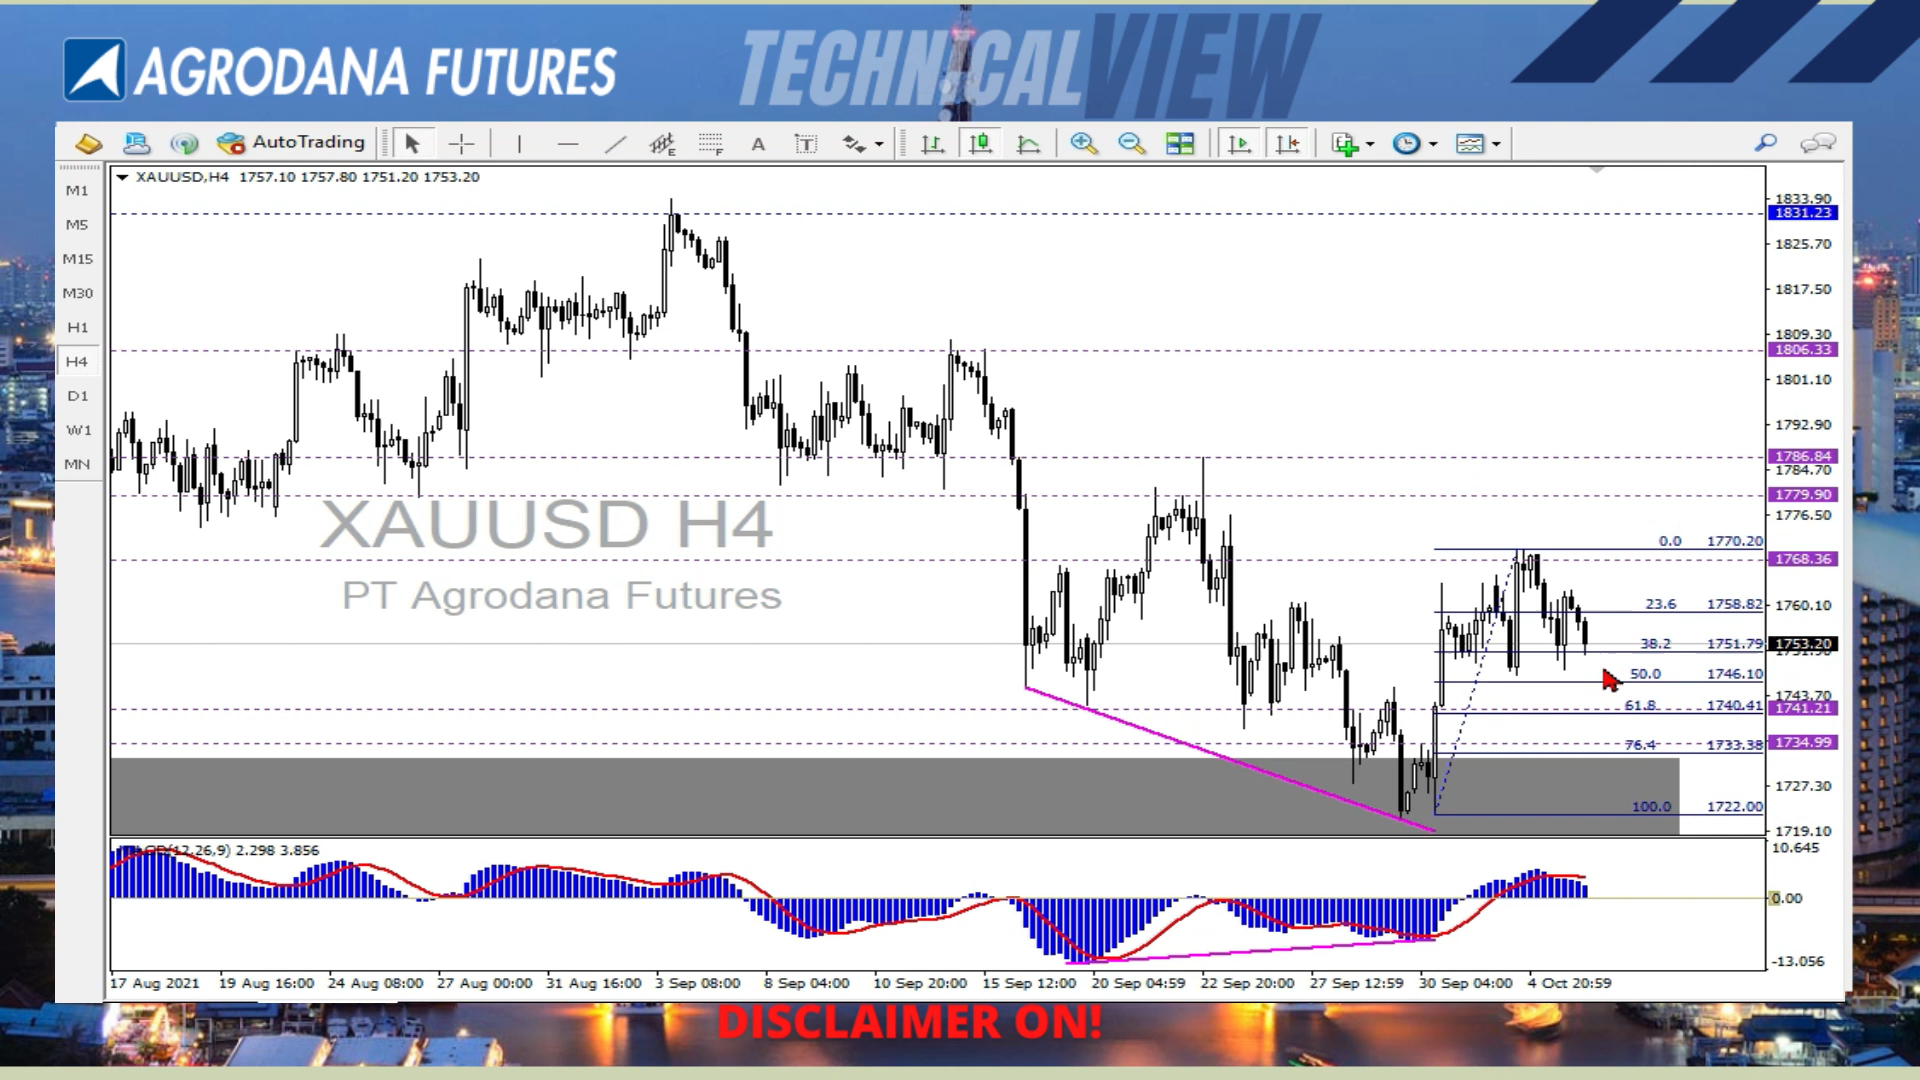 AGRODANA FUTURES
TECHNICAL VIEW
AutoTrading
E
F
A
T
M1
M5
M15
M30
H1
H4
D1
W1
MN
XAUUSD,H4 1757.10 1757.80 1751.20 1753.20
1833.90
1831.23
1825.70
1817.50
1809.30
1806.33
1801.10
1792.90
1786.84
1784.70
1779.90
1776.50
XAUUSD H4
PT Agrodana Futures
0.0 1770.20
1768.36
23.6 1758.82
1760.10
38.2 1751.79
1753.20
50.0 1746.10
1743.70
61.8 1740.41
1741.21
76.4 1733.38
1734.99
1727.30
100.0 1722.00
1719.10
(12,26,9) 2.298 3.856
10.645
0.00
-13.056
17 Aug 2021 19 Aug 16:00 24 Aug 08:00 27 Aug 00:00 31 Aug 16:00 3 Sep 08:00 8 Sep 04:00 10 Sep 20:00 15 Sep 12:00 20 Sep 04:59 22 Sep 20:00 27 Sep 12:59 30 Sep 04:00 4 Oct 20:59
DISCLAIMER ON!